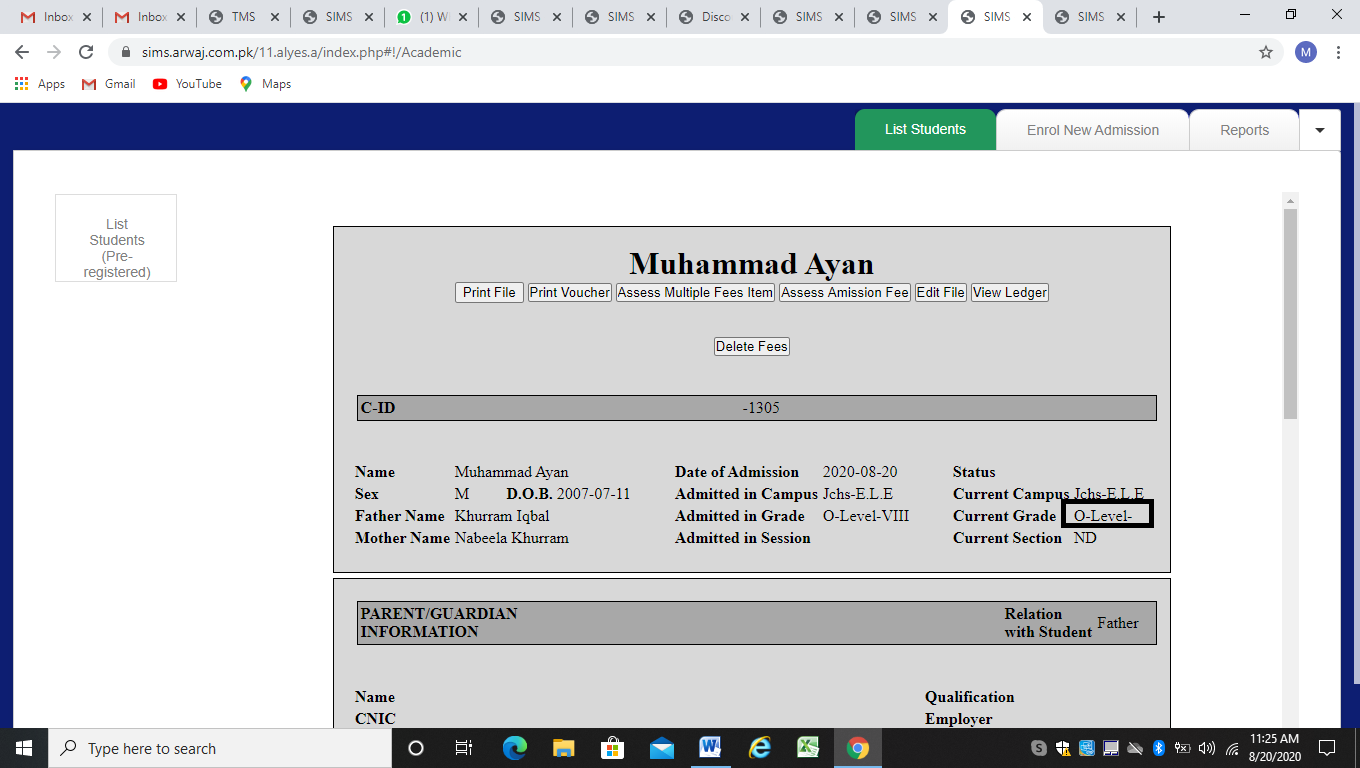 Inbox Inbox TMS SIMS (1) W SIMS SIMS Disco SIMS SIMS SIMS SIMS
sims.arwaj.com.pk/11.alyes.a/index.php#!/Academic M
Apps Gmail YouTube Maps
List Students Enrol New Admission Reports
List
Students
(Pre-
registered)
Muhammad Ayan
Print File Print Voucher Assess Multiple Fees Item Assess Amission Fee Edit File View Ledger
Delete Fees
C-ID -1305
Name Muhammad Ayan Date of Admission 2020-08-20 Status
Sex M D.O.B. 2007-07-11 Admitted in Campus Jchs-E.L.E Current Campus Jchs-E.L.E
Father Name Khurram Iqbal Admitted in Grade O-Level-VIII Current Grade O-Level-
Mother Name Nabeela Khurram Admitted in Session Current Section ND
PARENT/GUARDIAN
INFORMATION
Relation
with Student Father
Name Qualification
CNIC Employer
Type here to search
11:25 AM
8/20/2020